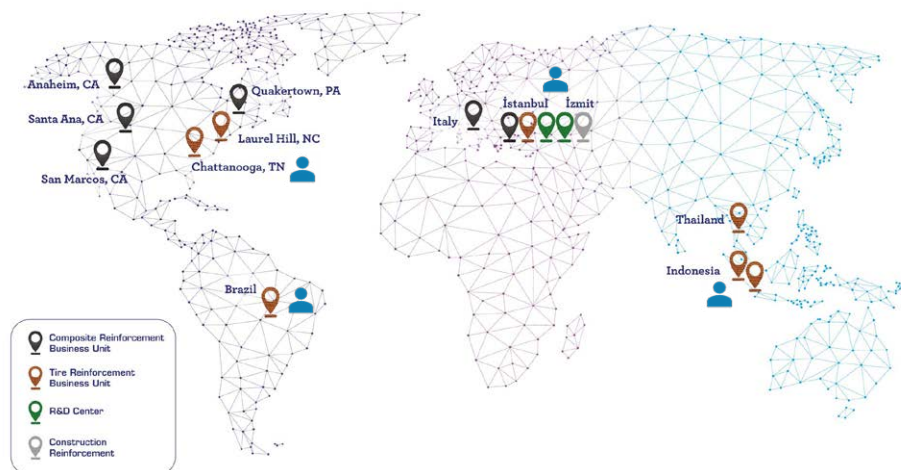 Anaheim, CA
Quakertown, PA
Santa Ana, CA
Laurel Hill, NC
San Marcos, CA
Chattanooga, TN
Italy
İstanbul
İzmit
Thailand
Indonesia
Brazil
Composite Reinforcement
Business Unit
Tire Reinforcement
Business Unit
R&D Center
Construction
Reinforcement